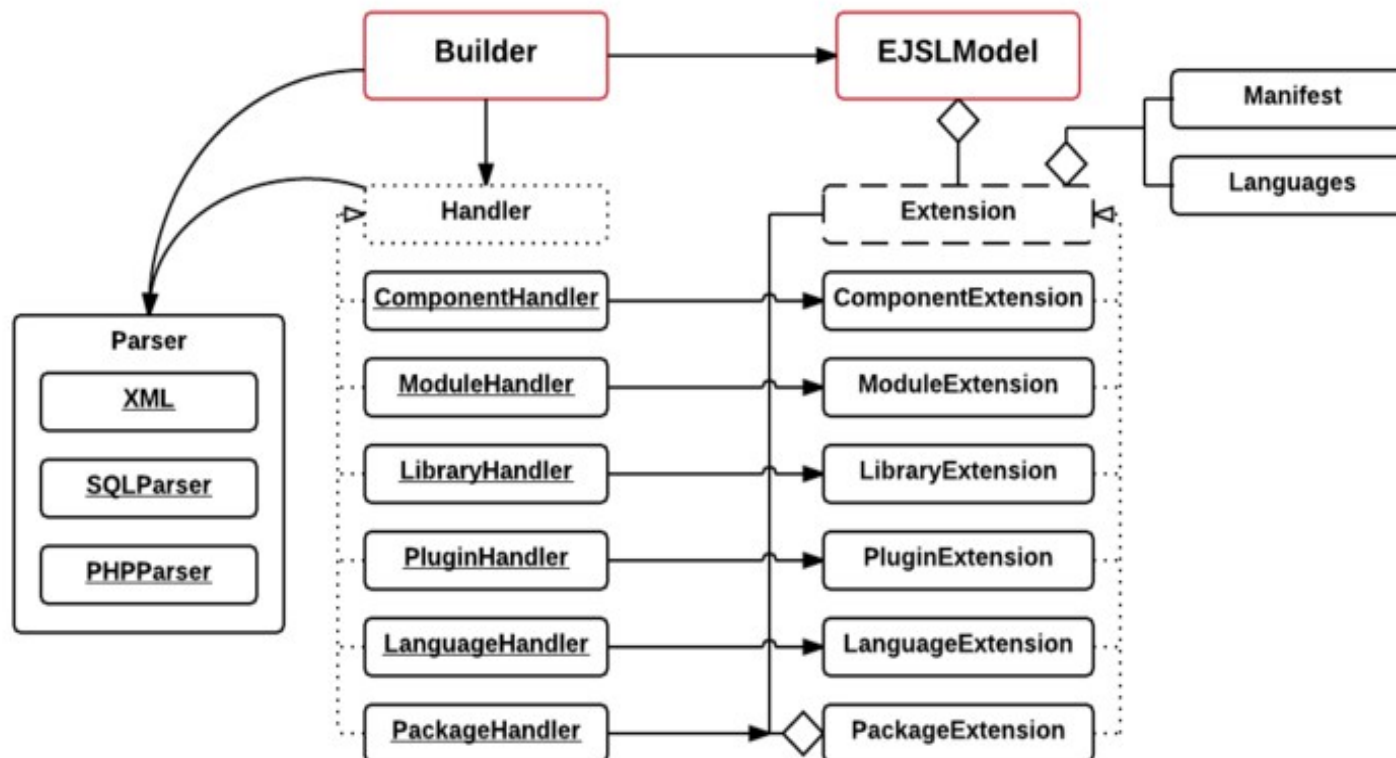 Builder
EJSLModel
Manifest
Languages
Handler
Extension
ComponentHandler
ComponentExtension
Parser
XML
SQLParser
PHPParser
ModuleHandler
ModuleExtension
LibraryHandler
LibraryExtension
PluginHandler
PluginExtension
LanguageHandler
LanguageExtension
PackageHandler
PackageExtension